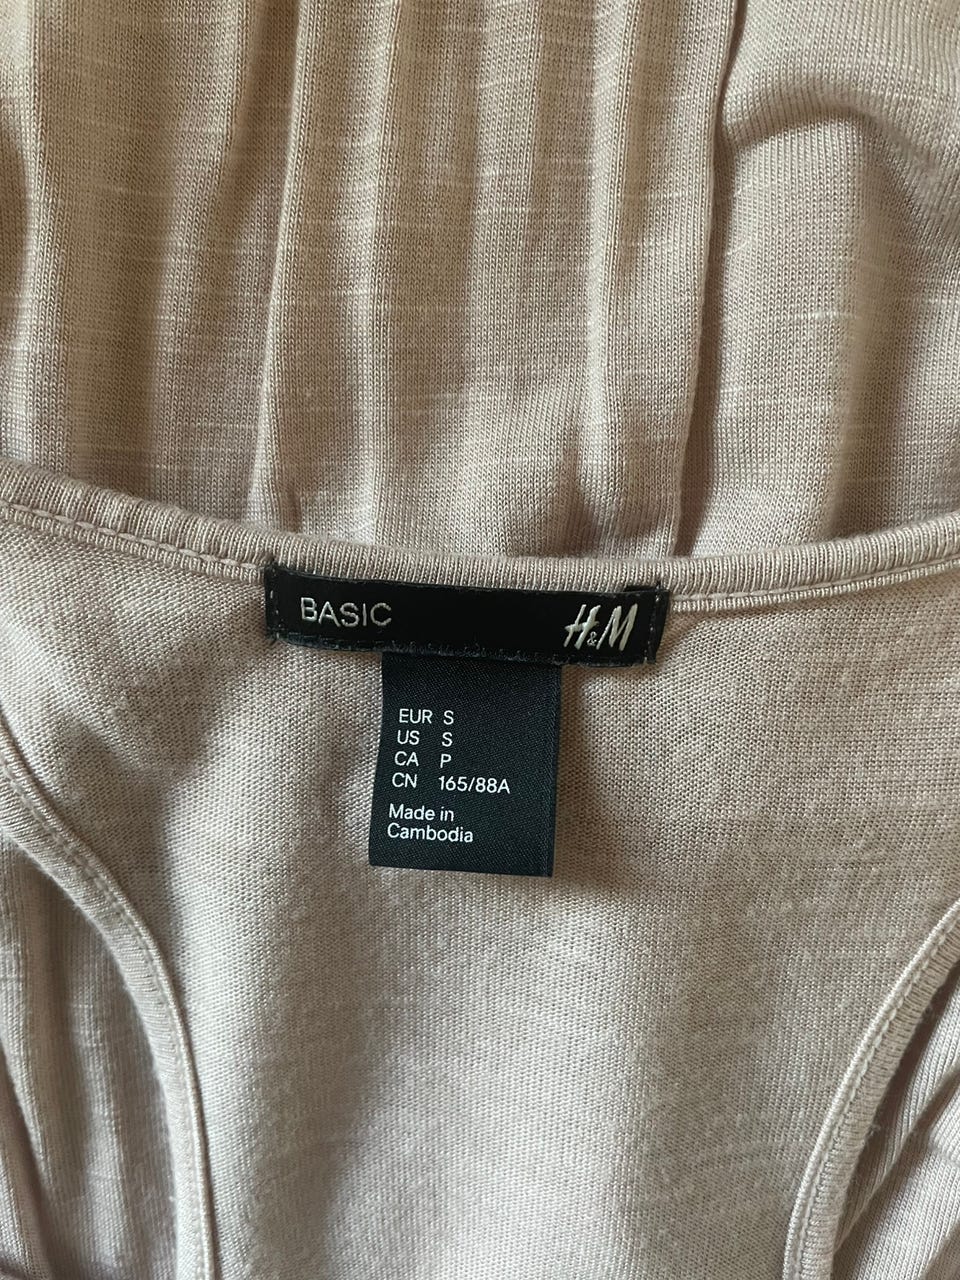 BASIC H&M
EUR S
US S
CA P
CN 165/88A
Made in
Cambodia